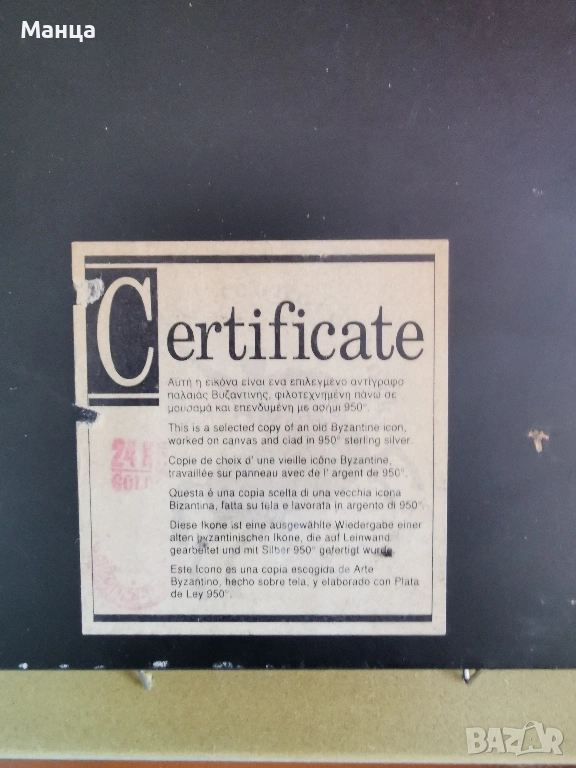 Манца
Certificate
Αυτή η εικόνα είναι ενα επιλεγμένο αντίγραφο
παλαιάς Βυζαντινής, φιλοτεχνημένη πάνω σε
μουσαμά και επενδυμένη με ασήμι 950°.
This is a selected copy of an old Byzantine icon,
worked on canvas and clad in 950° sterling silver.
Copie de choix d' une vieille icône Byzantine,
travaillée sur panneau avec de l' argent de 950°.
Questa é una copia scelta di una vecchia icona
Bizantina, fatta su tela e lavorata in argento di 950°
Diese Ikone ist eine ausgewählte Wiedergabe einer
alten byzantinischen Ikone, die auf Leinwand
gearbeitet und mit Silber 950° gefertigt wurde
Este Icono es una copia escogida de Arte
Byzantino, hecho sobre tela, y elaborado con Plata
de Ley 950°.
24 K
GOLD
BAZAR